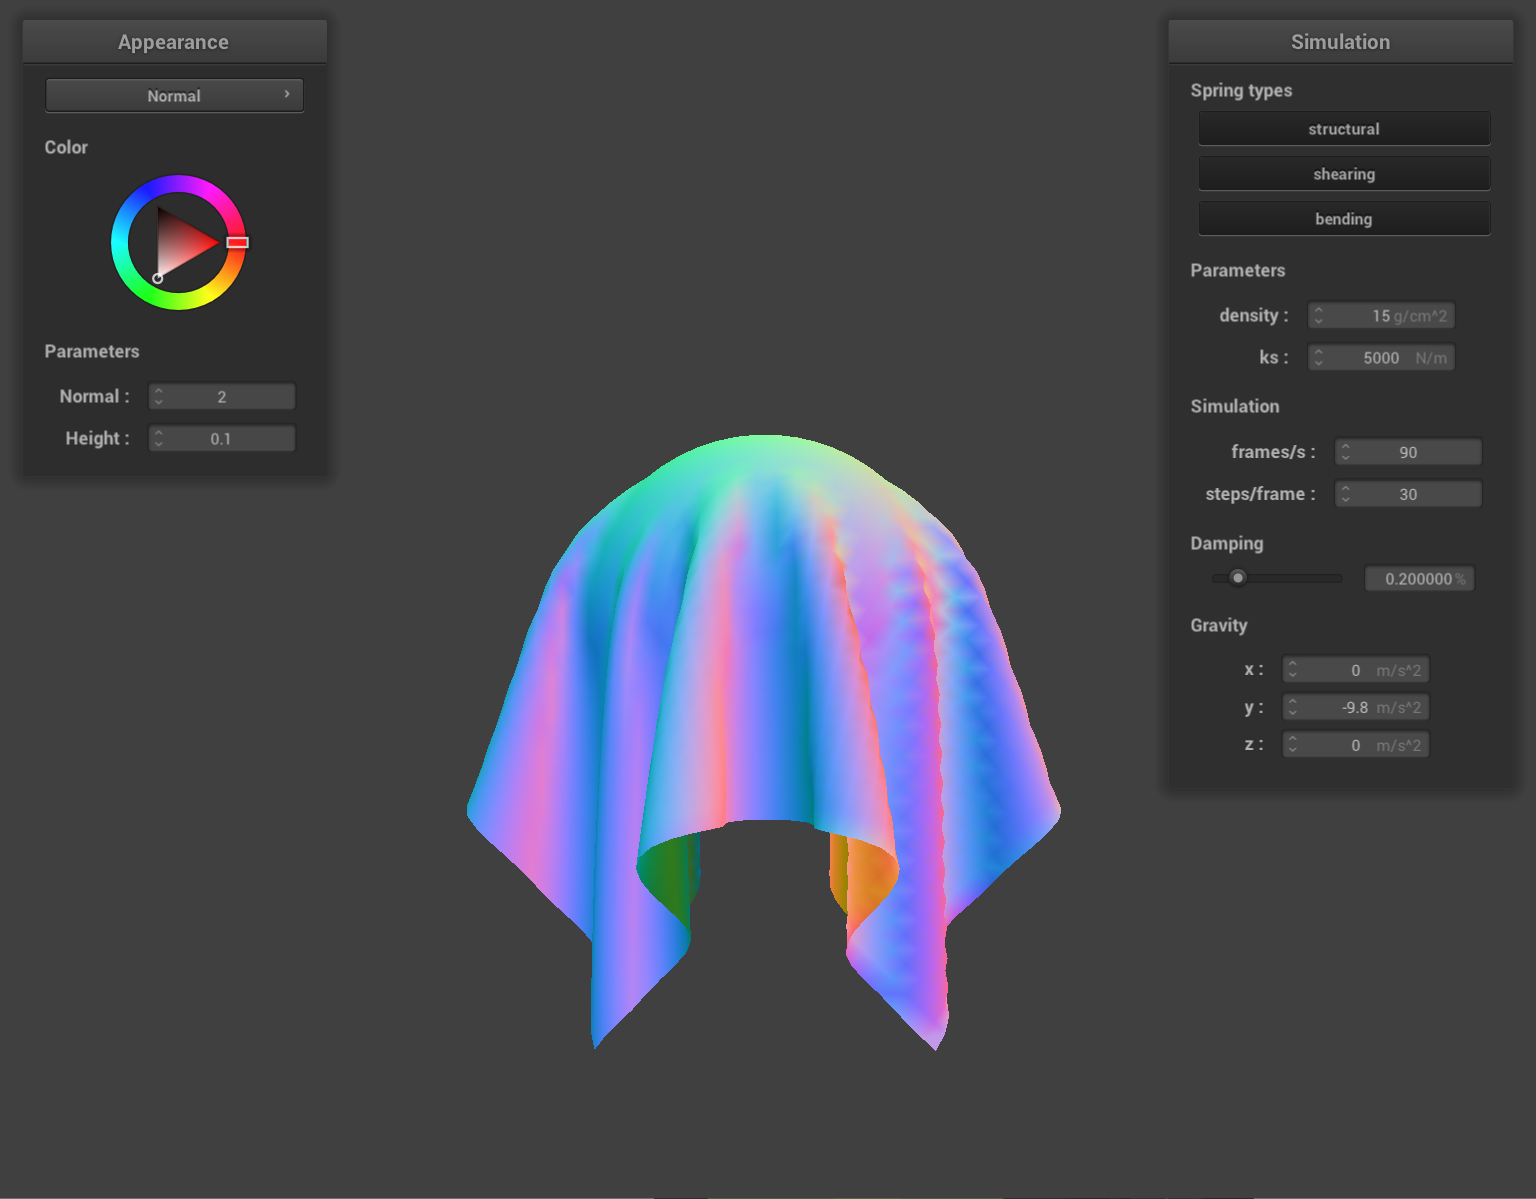 Appearance
Normal
Color
Parameters
Normal : 2
Height : 0.1
Simulation
Spring types
structural
shearing
bending
Parameters
density : 15 g/cm^2
ks : 5000 N/m
Simulation
frames/s : 90
steps/frame : 30
Damping
0.200000 %
Gravity
x : 0 m/s^2
y : -9.8 m/s^2
z : 0 m/s^2